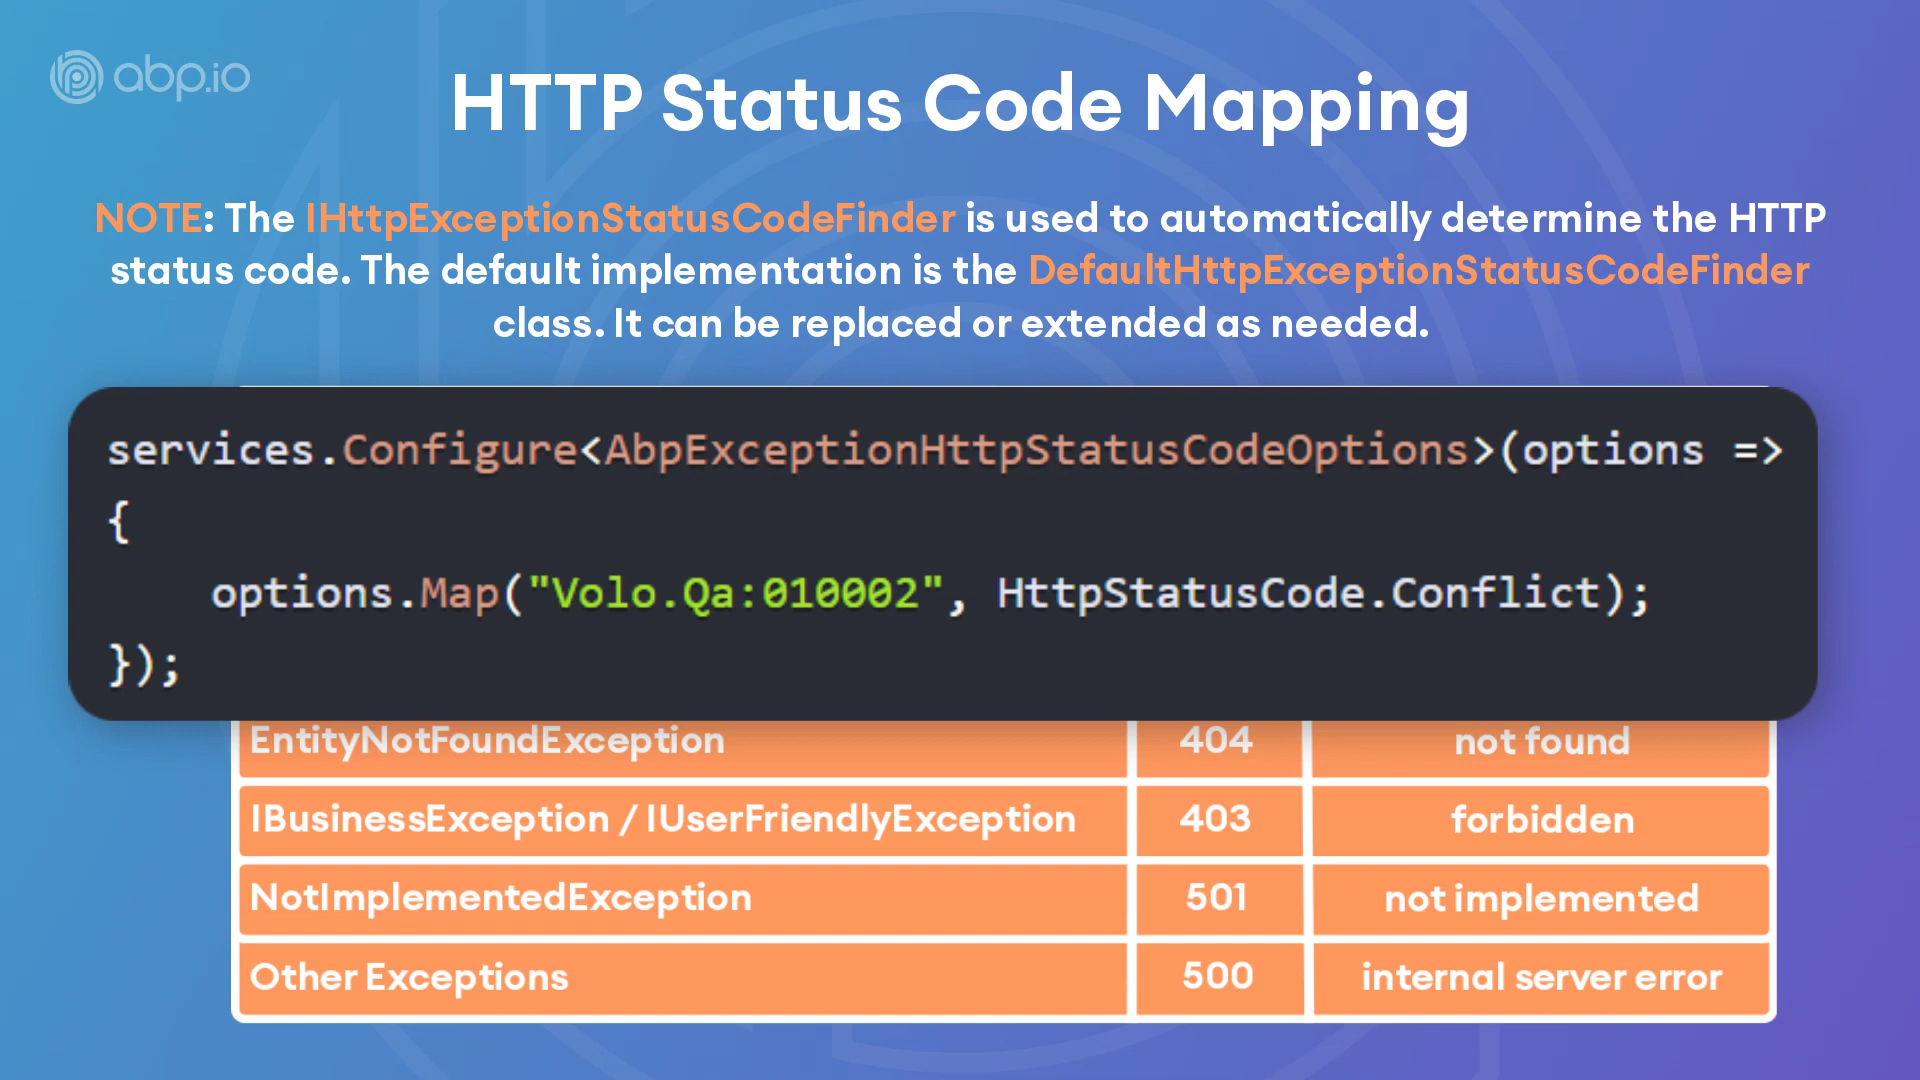 abp.io
HTTP Status Code Mapping
NOTE: The IHttpExceptionStatusCodeFinder is used to automatically determine the HTTP
status code. The default implementation is the DefaultHttpExceptionStatusCodeFinder
class. It can be replaced or extended as needed.
services.Configure<AbpExceptionHttpStatusCodeOptions>(options =>
{
    options.Map("Volo.Qa:010002", HttpStatusCode.Conflict);
});
EntityNotFoundException 404 not found
IBusinessException / IUserFriendlyException 403 forbidden
NotImplementedException 501 not implemented
Other Exceptions 500 internal server error